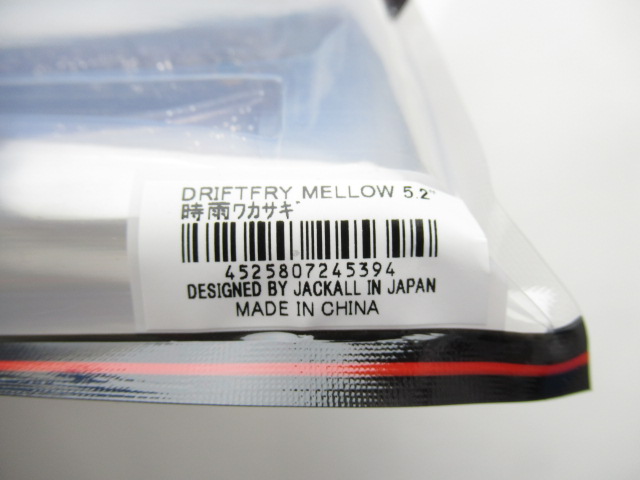 DRIFTFRY MELLOW 5.2"
時雨ワカサギ
4525807245394
DESIGNED BY JACKALL IN JAPAN
MADE IN CHINA